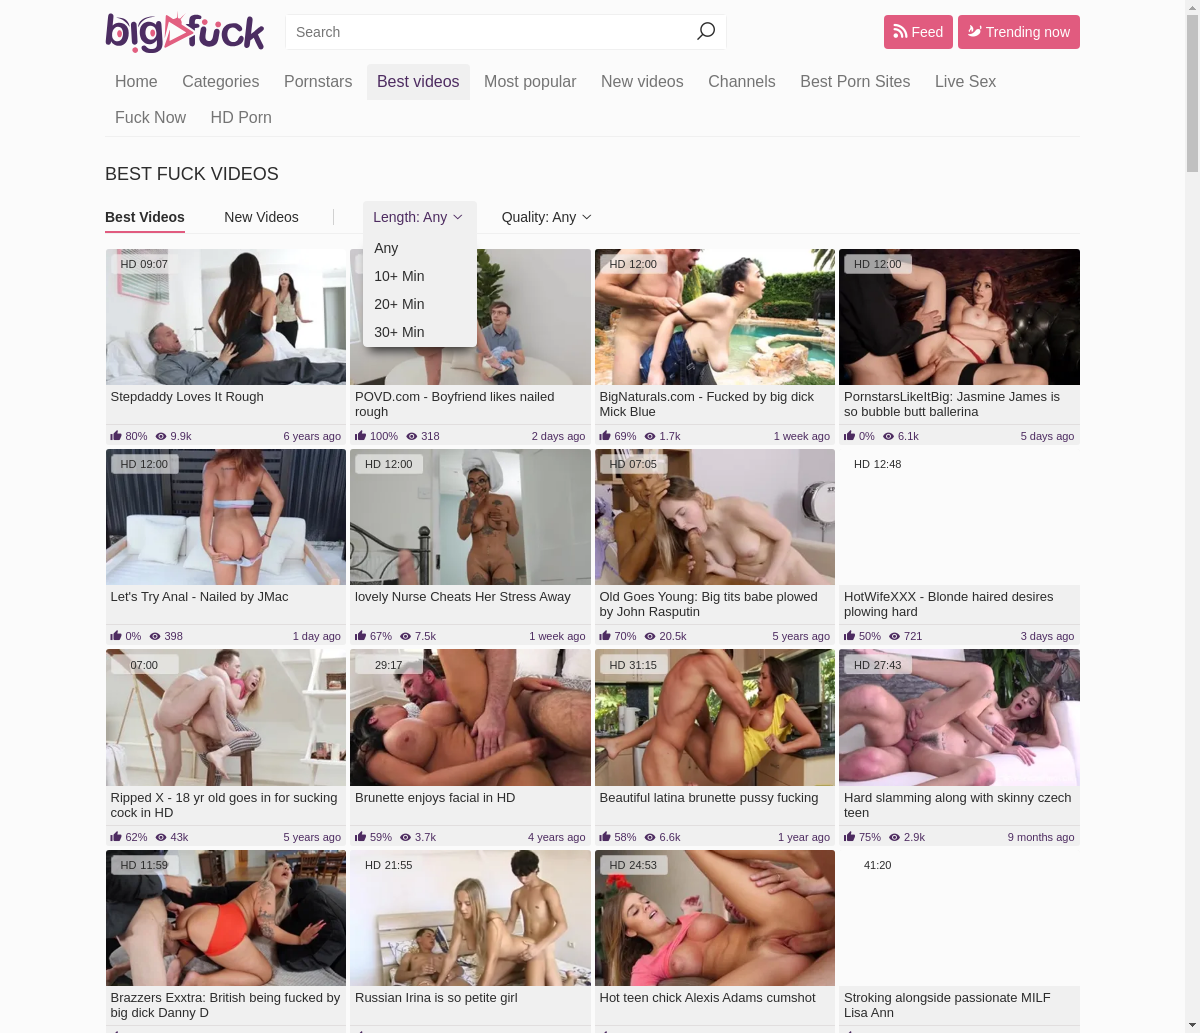 bigfuck
Search
Feed
Trending now
Home
Categories
Pornstars
Best videos
Most popular
New videos
Channels
Best Porn Sites
Live Sex
Fuck Now
HD Porn
BEST FUCK VIDEOS
Best Videos
New Videos
Length: Any
Quality: Any
Any
10+ Min
20+ Min
30+ Min
HD 09:07
Stepdaddy Loves It Rough
80% 9.9k 6 years ago
POVD.com - Boyfriend likes nailed
rough
100% 318 2 days ago
HD 12:00
BigNaturals.com - Fucked by big dick
Mick Blue
69% 1.7k 1 week ago
HD 12:00
PornstarsLikeItBig: Jasmine James is
so bubble butt ballerina
0% 6.1k 5 days ago
HD 12:00
Let's Try Anal - Nailed by JMac
0% 398 1 day ago
HD 12:00
lovely Nurse Cheats Her Stress Away
67% 7.5k 1 week ago
HD 07:05
Old Goes Young: Big tits babe plowed
by John Rasputin
70% 20.5k 5 years ago
HD 12:48
HotWifeXXX - Blonde haired desires
plowing hard
50% 721 3 days ago
07:00
Ripped X - 18 yr old goes in for sucking
cock in HD
62% 43k 5 years ago
29:17
Brunette enjoys facial in HD
59% 3.7k 4 years ago
HD 31:15
Beautiful latina brunette pussy fucking
58% 6.6k 1 year ago
HD 27:43
Hard slamming along with skinny czech
teen
75% 2.9k 9 months ago
HD 11:59
Brazzers Exxtra: British being fucked by
big dick Danny D
HD 21:55
Russian Irina is so petite girl
HD 24:53
Hot teen chick Alexis Adams cumshot
41:20
Stroking alongside passionate MILF
Lisa Ann